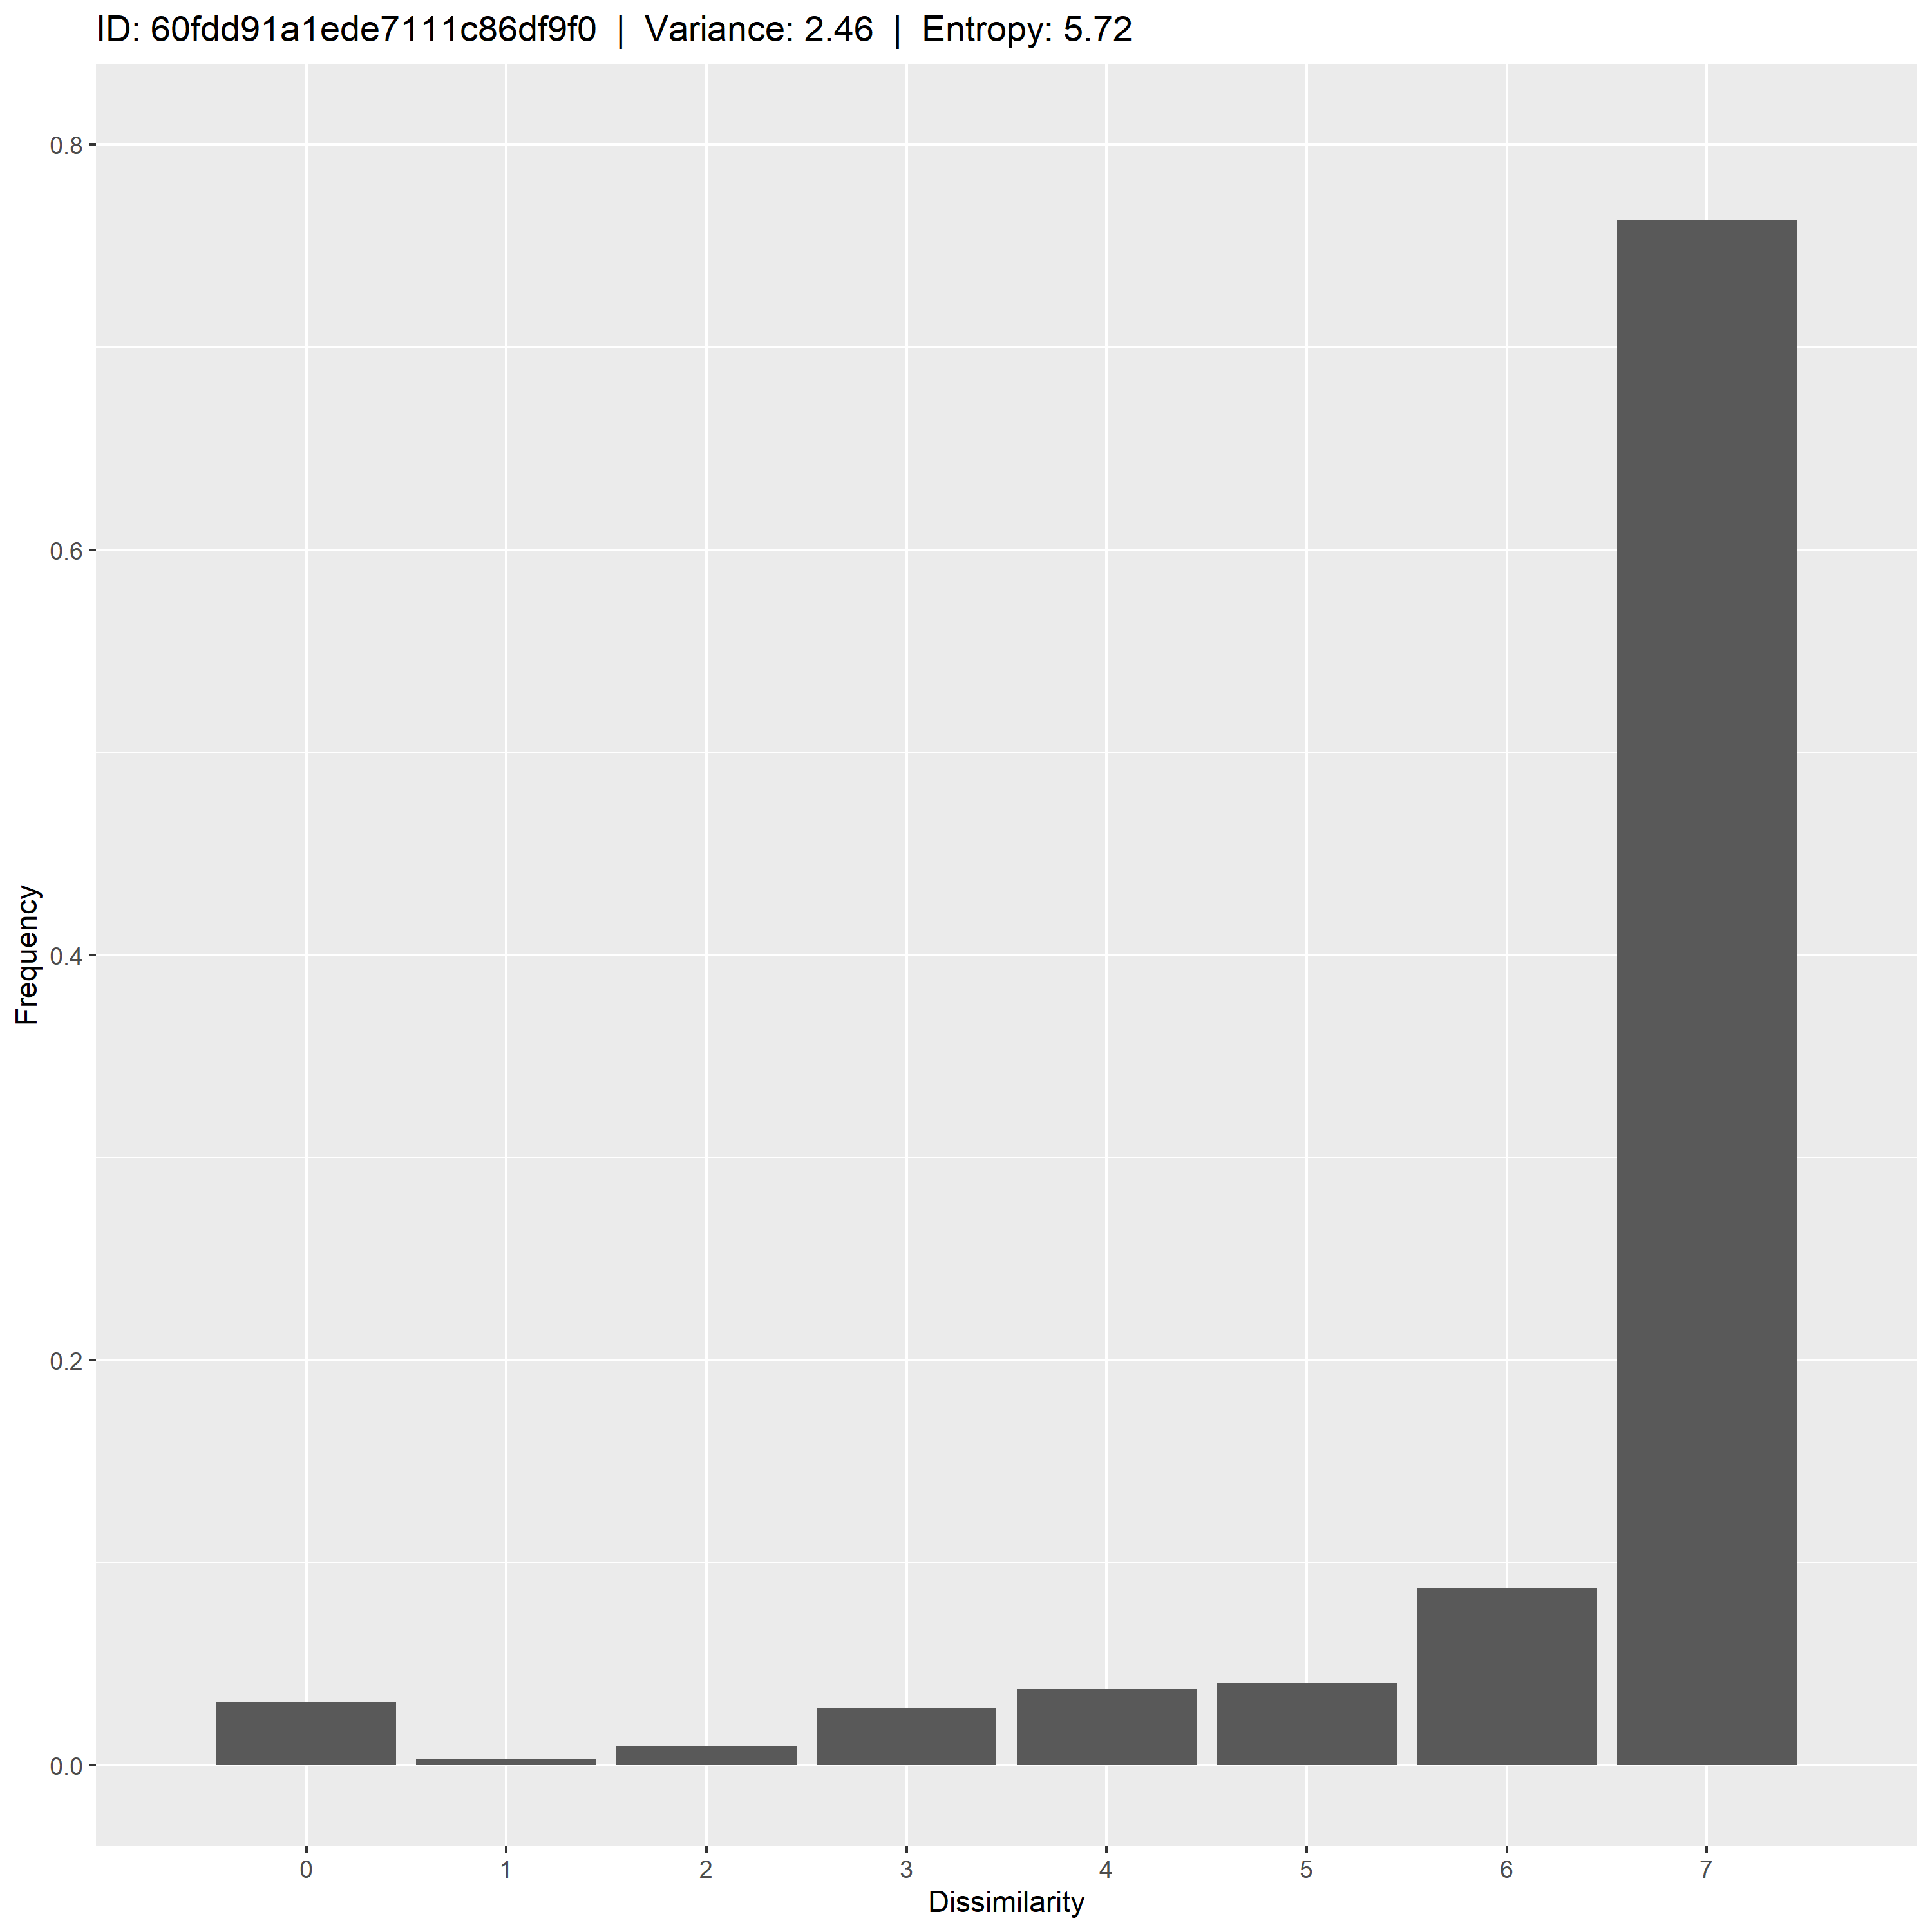 ID: 60fdd91a1ede7111c86df9f0 | Variance: 2.46 | Entropy: 5.72
0.8
0.6
0.4
0.2
0.0
Frequency
0 1 2 3 4 5 6 7
Dissimilarity